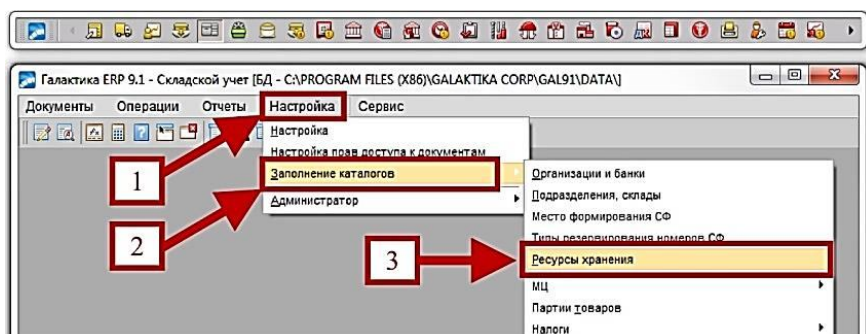 Галактика ERP 9.1 - Складской учет [БД - C:\PROGRAM FILES (X86)\GALAKTIKA CORP\GAL91\DATA\]
Документы Операции Отчеты Настройка Сервис
Настройка
Настройка прав доступа к документам
1
Заполнение каталогов
Организации и банки
Администратор
Подразделения, склады
Место формирования СФ
2
Типы резервирования номеров СФ
3
Ресурсы хранения
МЦ
Партии товаров
Налоги